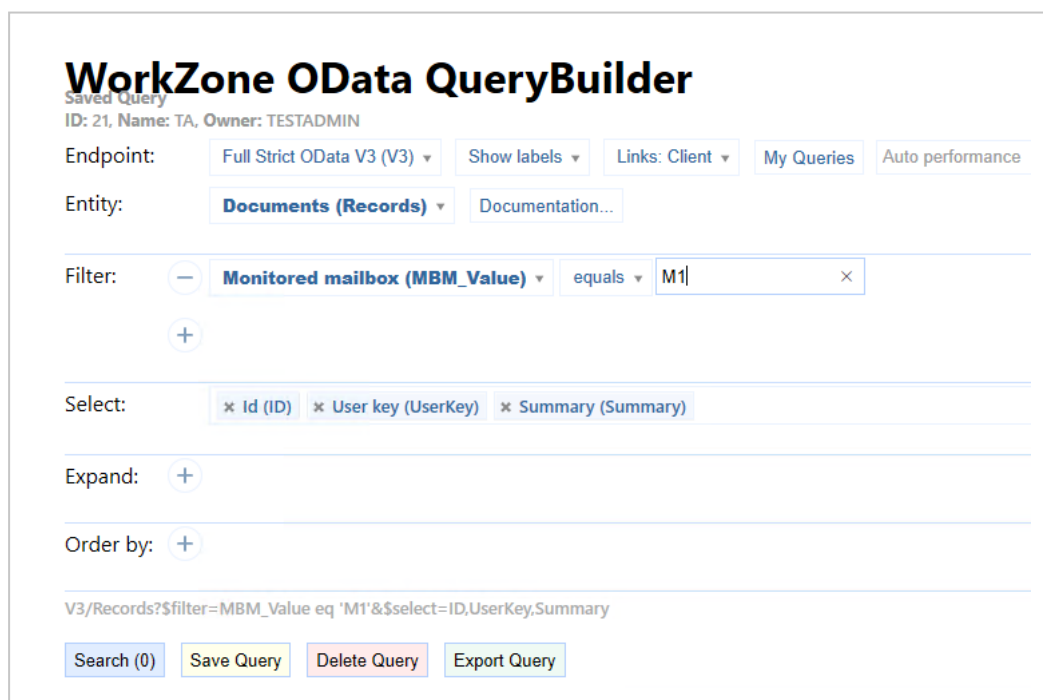 WorkZone OData QueryBuilder
Saved Query
ID: 21, Name: TA, Owner: TESTADMIN
Endpoint: Full Strict OData V3 (V3) Show labels Links: Client My Queries Auto performance
Entity: Documents (Records) Documentation...
Filter: Monitored mailbox (MBM_Value) equals M1
Select: × Id (ID) × User key (UserKey) × Summary (Summary)
Expand: +
Order by: +
V3/Records?$filter=MBM_Value eq 'M1'&$select=ID,UserKey,Summary
Search (0) Save Query Delete Query Export Query